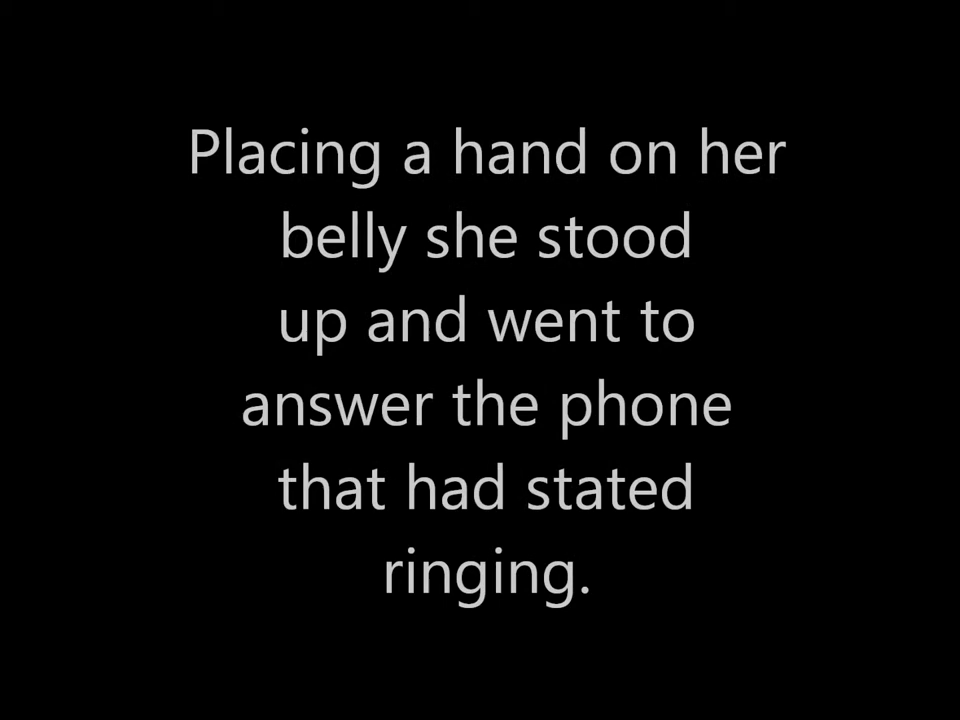 Placing a hand on her
belly she stood
up and went to
answer the phone
that had stated
ringing.